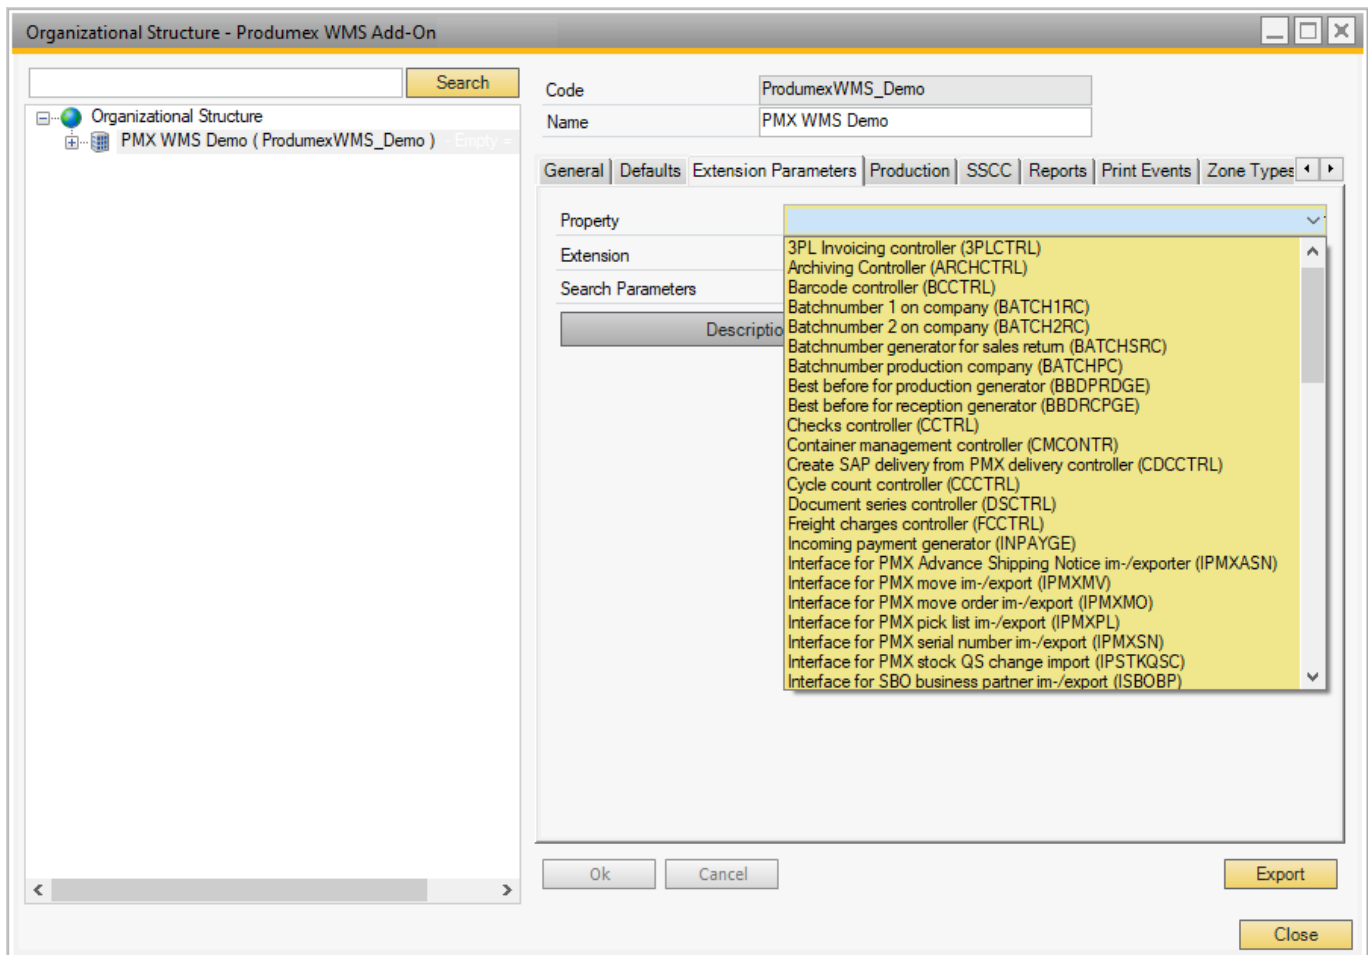 Organizational Structure - Produmex WMS Add-On
Search
Organizational Structure
PMX WMS Demo ( ProdumexWMS_Demo ) - Empty =
Code ProdumexWMS_Demo
Name PMX WMS Demo
General Defaults Extension Parameters Production SSCC Reports Print Events Zone Types
Property
Extension
Search Parameters
Descriptio
3PL Invoicing controller (3PLCTRL)
Archiving Controller (ARCHCTRL)
Barcode controller (BCCTRL)
Batchnumber 1 on company (BATCH1RC)
Batchnumber 2 on company (BATCH2RC)
Batchnumber generator for sales return (BATCHSRC)
Batchnumber production company (BATCHPC)
Best before for production generator (BBDPRDGE)
Best before for reception generator (BBDRCPGE)
Checks controller (CCTRL)
Container management controller (CMCONTR)
Create SAP delivery from PMX delivery controller (CDCCTRL)
Cycle count controller (CCCTRL)
Document series controller (DSCTRL)
Freight charges controller (FCCTRL)
Incoming payment generator (INPAYGE)
Interface for PMX Advance Shipping Notice im-/exporter (IPMXASN)
Interface for PMX move im-/export (IPMXMV)
Interface for PMX move order im-/export (IPMXMO)
Interface for PMX pick list im-/export (IPMXPL)
Interface for PMX serial number im-/export (IPMXSN)
Interface for PMX stock QS change import (IPSTKQSC)
Interface for SBO business partner im-/export (ISBOBP)
Ok Cancel Export
Close